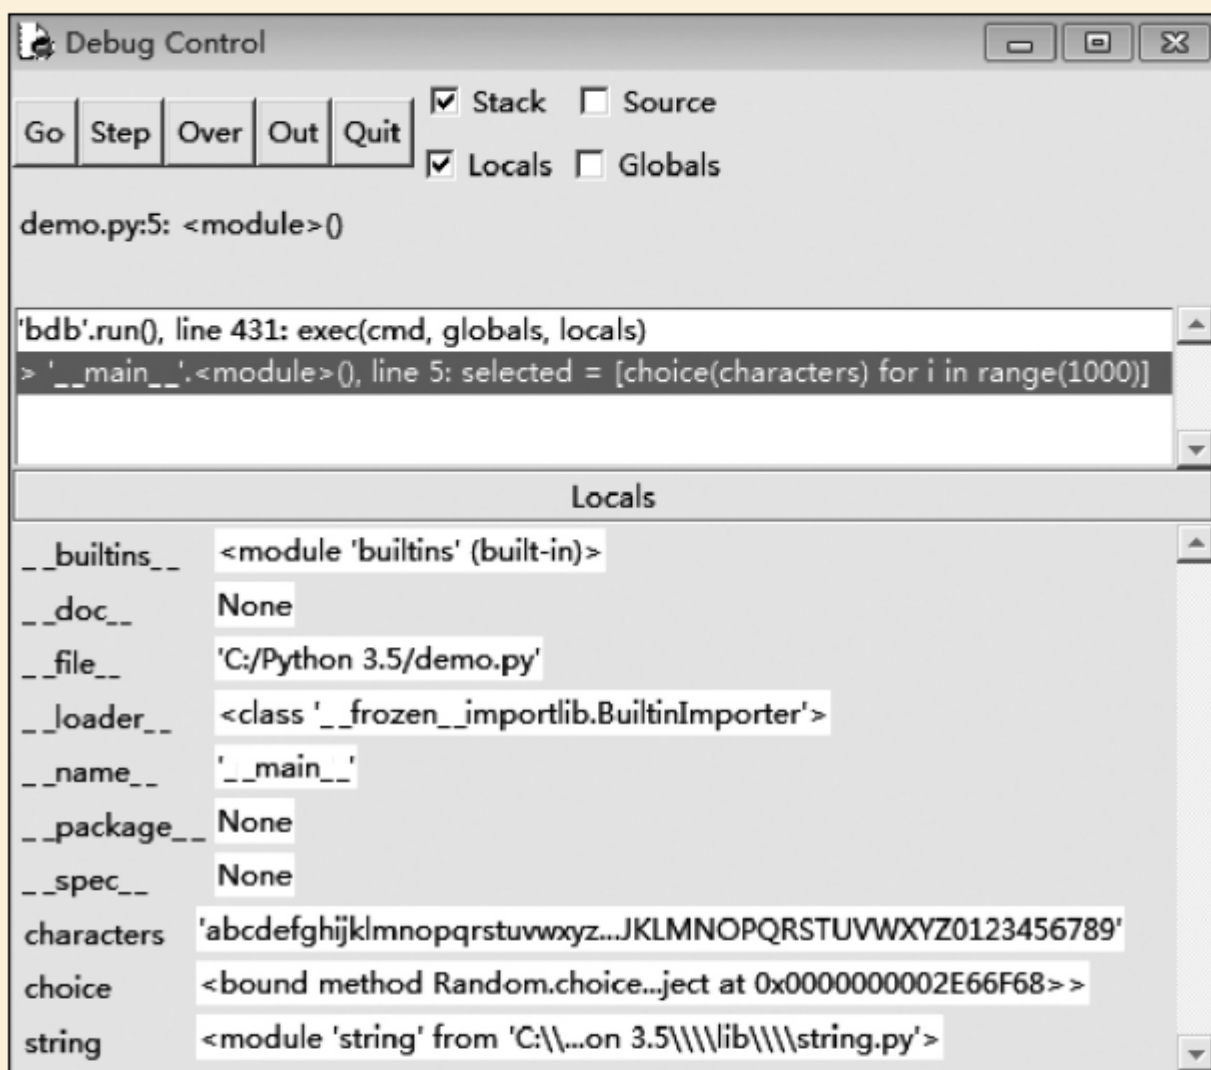 Debug Control
Go Step Over Out Quit
Stack Source
Locals Globals
demo.py:5: <module>()
'bdb'.run(), line 431: exec(cmd, globals, locals)
> '__main__'.<module>(), line 5: selected = [choice(characters) for i in range(1000)]
Locals
__builtins__ <module 'builtins' (built-in)>
__doc__ None
__file__ 'C:/Python 3.5/demo.py'
__loader__ <class '__frozen__importlib.BuiltinImporter'>
__name__ '__main__'
__package__ None
__spec__ None
characters 'abcdefghijklmnopqrstuvwxyz...JKLMNOPQRSTUVWXYZ0123456789'
choice <bound method Random.choice...ject at 0x0000000002E66F68>>
string <module 'string' from 'C:\\...on 3.5\\\\lib\\\\string.py'>